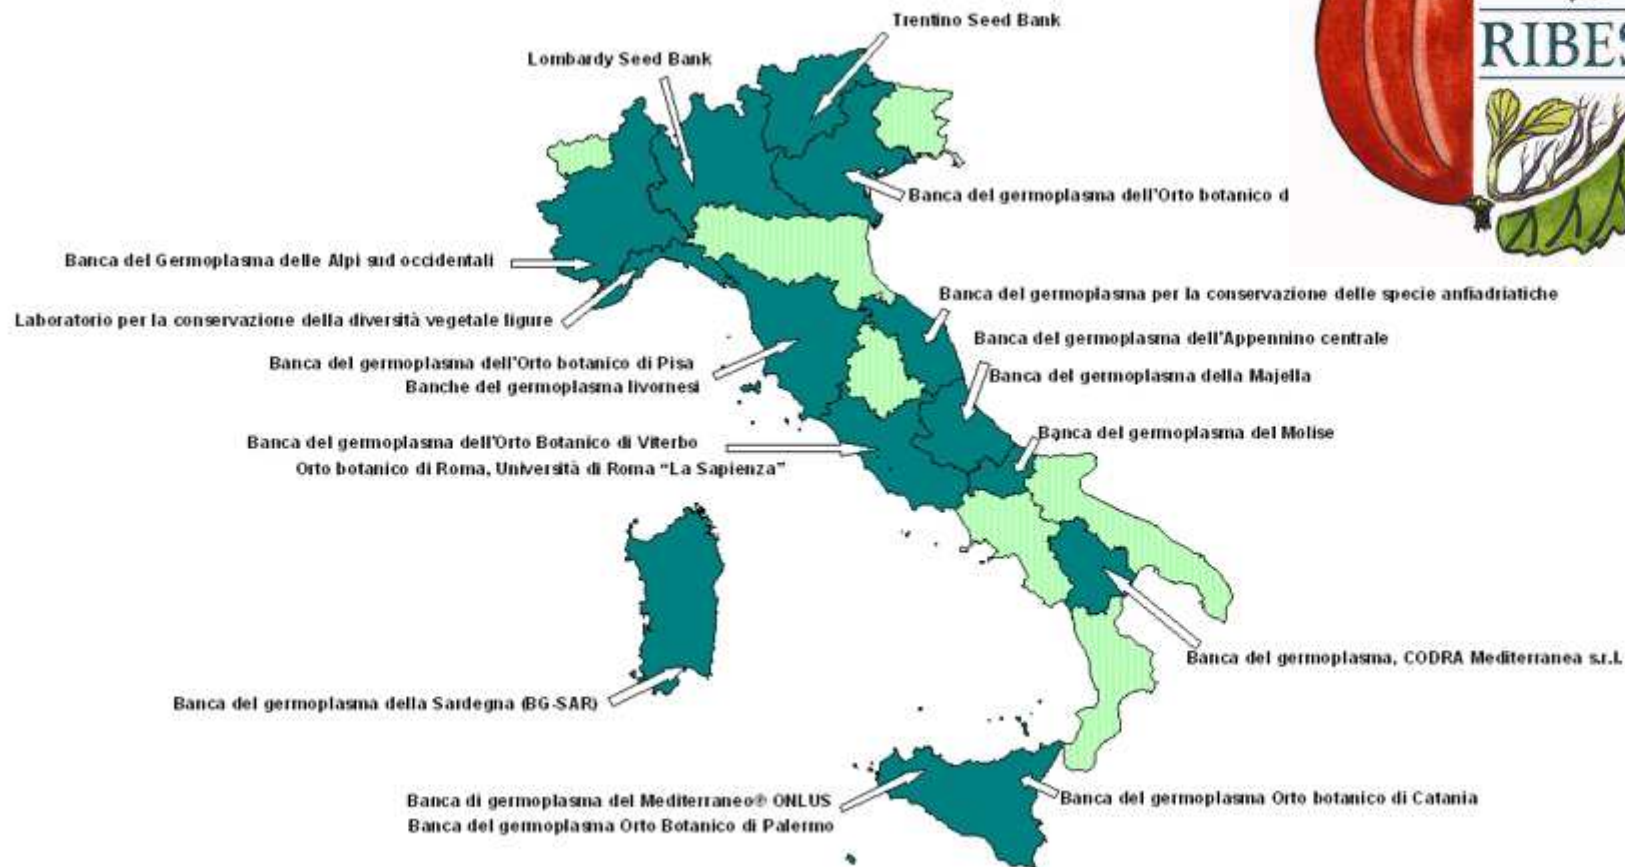 Trentino Seed Bank
RIBES
Lombardy Seed Bank
Banca del germoplasma dell'Orto botanico d
Banca del Germoplasma delle Alpi sud occidentali
Banca del germoplasma per la conservazione delle specie anfiadriatiche
Laboratorio per la conservazione della diversità vegetale ligure
Banca del germoplasma dell'Appennino centrale
Banca del germoplasma dell'Orto botanico di Pisa
Banche del germoplasma livornesi
Banca del germoplasma della Majella
Banca del germoplasma del Molise
Banca del germoplasma dell'Orto Botanico di Viterbo
Orto botanico di Roma, Università di Roma "La Sapienza"
Banca del germoplasma, CODRA Mediterranea s.r.l.
Banca del germoplasma della Sardegna (BG-SAR)
Banca di germoplasma del Mediterraneo® ONLUS
Banca del germoplasma Orto Botanico di Palermo
Banca del germoplasma Orto botanico di Catania